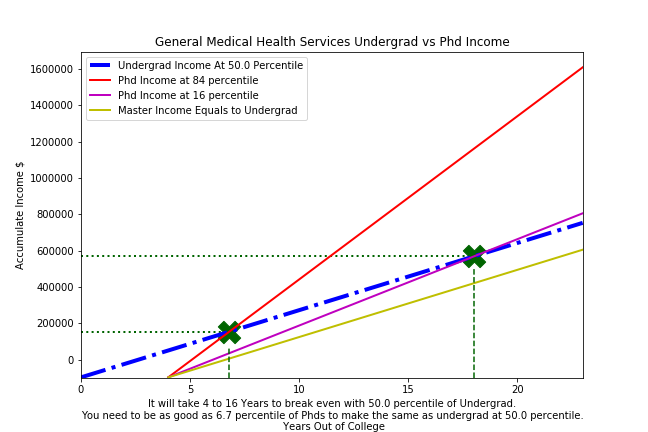 General Medical Health Services Undergrad vs Phd Income
Undergrad Income At 50.0 Percentile
Phd Income at 84 percentile
Phd Income at 16 percentile
Master Income Equals to Undergrad
Accumulate Income $
1600000
1400000
1200000
1000000
800000
600000
400000
200000
0
0 5 10 15 20
It will take 4 to 16 Years to break even with 50.0 percentile of Undergrad.
You need to be as good as 6.7 percentile of Phds to make the same as undergrad at 50.0 percentile.
Years Out of College